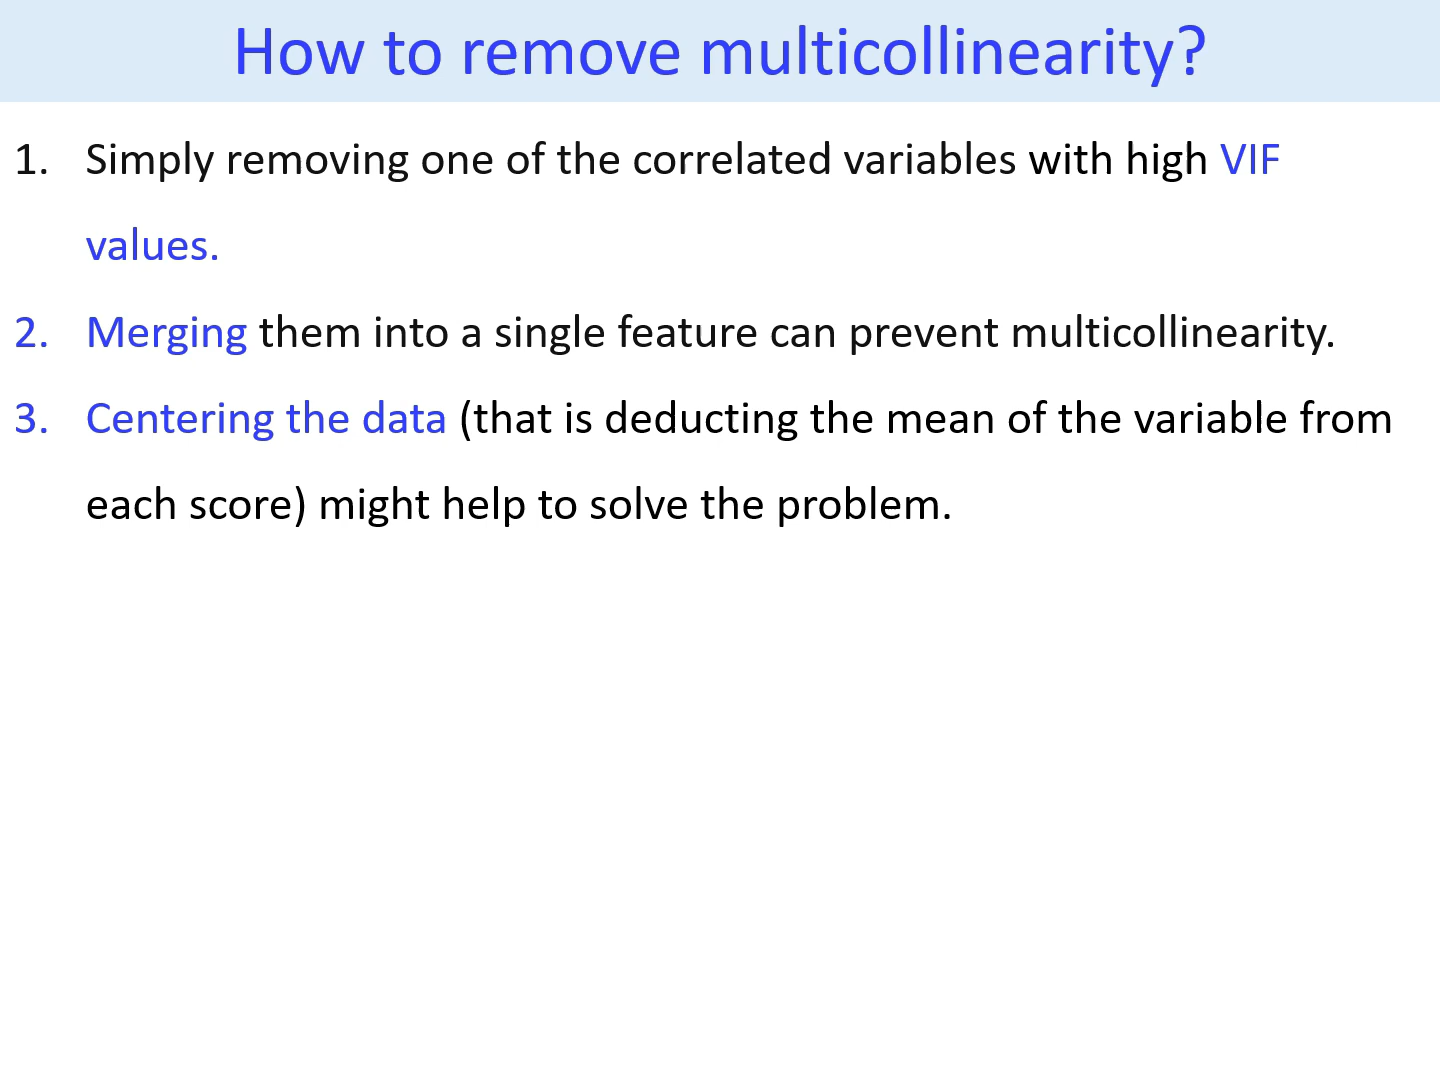 How to remove multicollinearity?
1. Simply removing one of the correlated variables with high VIF
values.
2. Merging them into a single feature can prevent multicollinearity.
3. Centering the data (that is deducting the mean of the variable from
each score) might help to solve the problem.